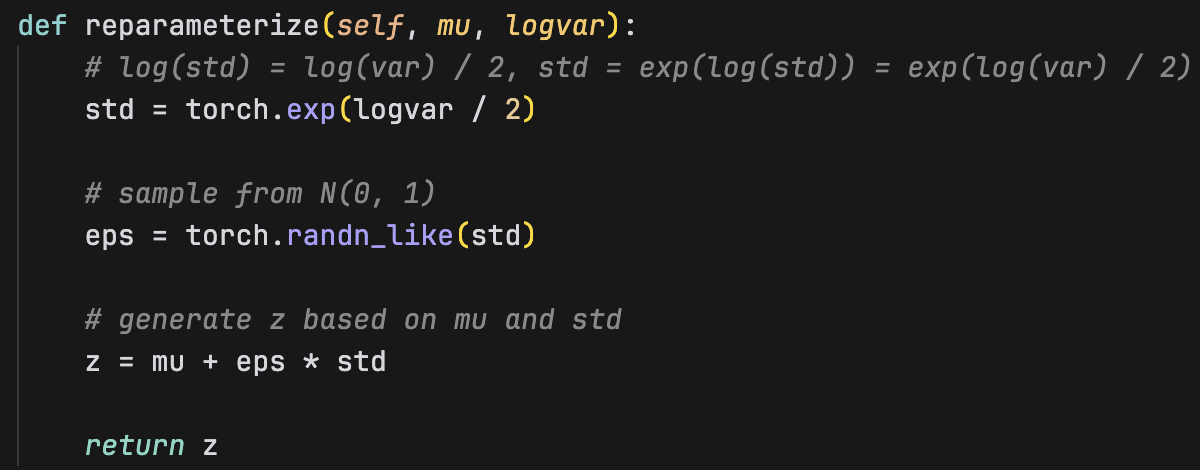 def reparameterize(self, mu, logvar):
# log(std) = log(var) / 2, std = exp(log(std)) = exp(log(var) / 2)
std = torch.exp(logvar / 2)
# sample from N(0, 1)
eps = torch.randn_like(std)
# generate z based on mu and std
z = mu + eps * std
return z